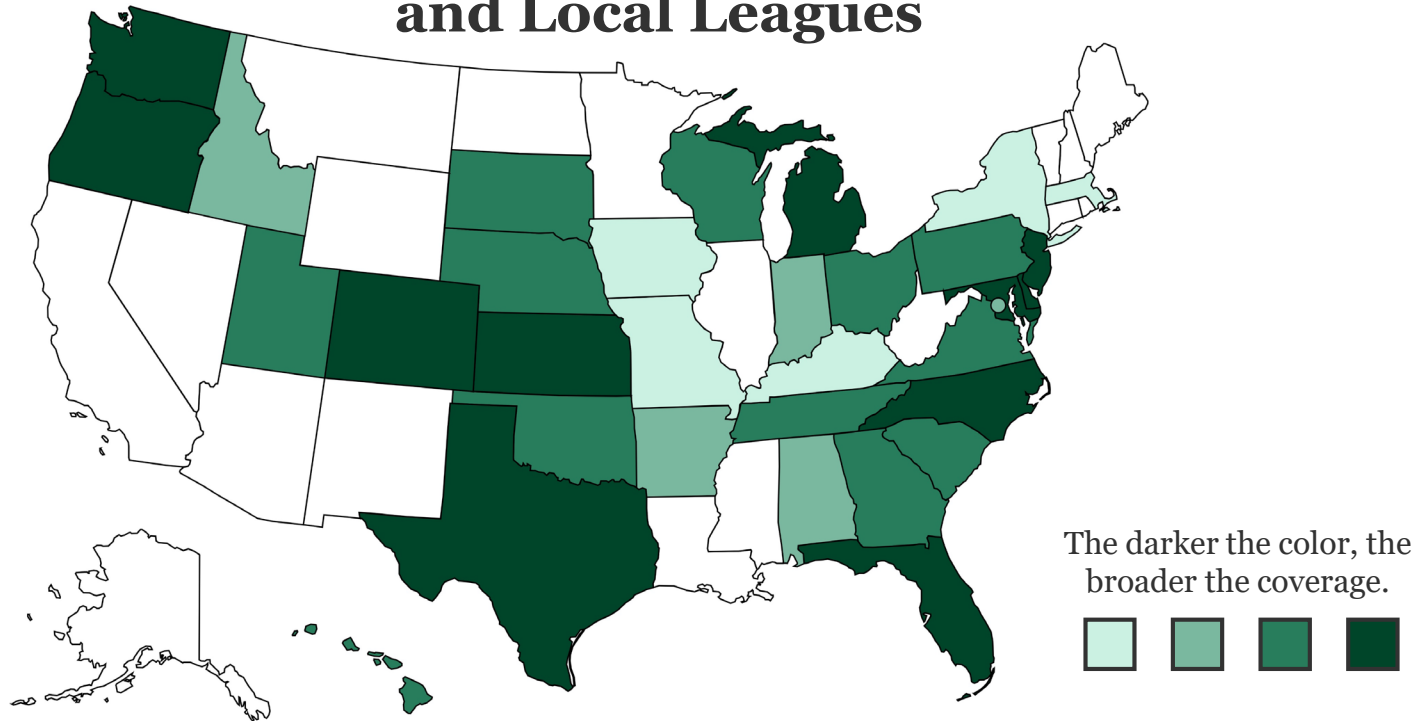 and Local Leagues
The darker the color, the
broader the coverage.